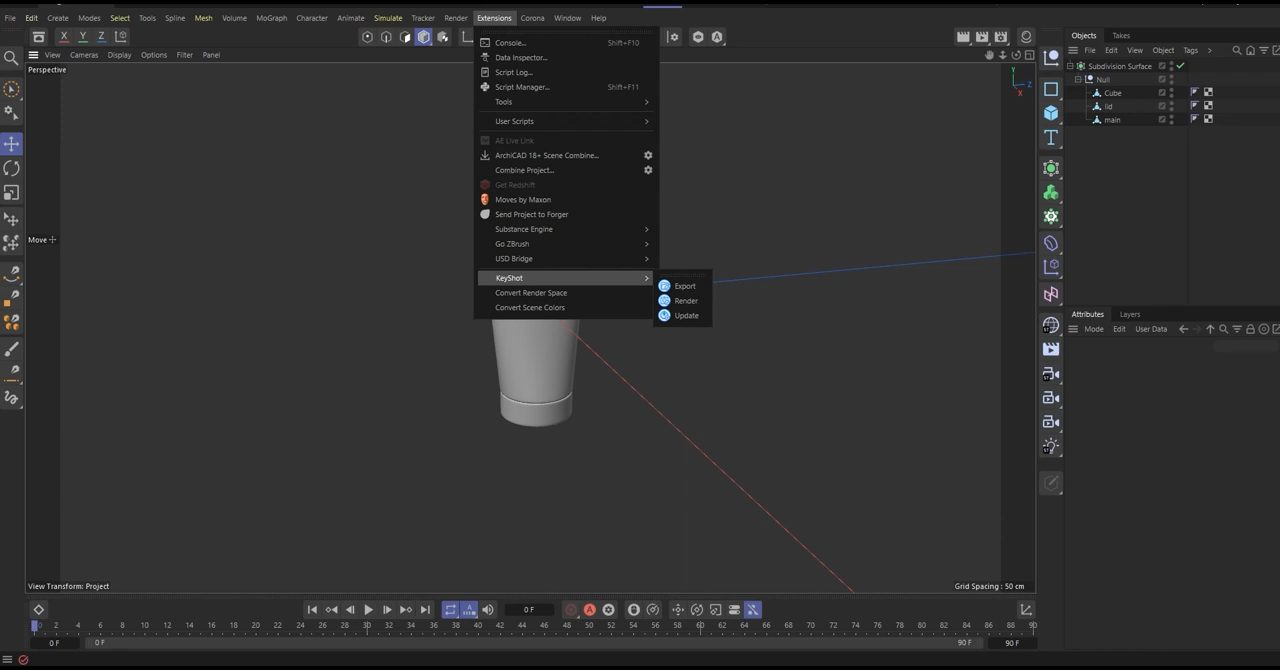 File Edit Create Modes Select Tools Spline Mesh Volume MoGraph Character Animate Simulate Tracker Render Extensions Corona Window Help
X Y Z
View Cameras Display Options Filter Panel
Perspective
Move
Console... Shift+F10
Data Inspector...
Script Log...
Script Manager... Shift+F11
Tools
User Scripts
AE Live Link
ArchiCAD 18+ Scene Combine...
Combine Project...
Get Redshift
Moves by Maxon
Send Project to Forger
Substance Engine
Go ZBrush
USD Bridge
KeyShot
Convert Render Space
Convert Scene Colors
Export
Render
Update
Y
Z
X
View Transform: Project
Grid Spacing : 50 cm
Objects Takes
File Edit View Object Tags
Subdivision Surface
Null
Cube
lid
main
Attributes Layers
Mode Edit User Data
0 F
0 2 4 6 8 10 12 14 16 18 20 22 24 26 28 30 32 34 36 38 40 42 44 46 48 50 52 54 56 58 60 62 64 66 68 70 72 74 76 78 80 82 84 86 88 90
0 F 0 F 90 F 90 F